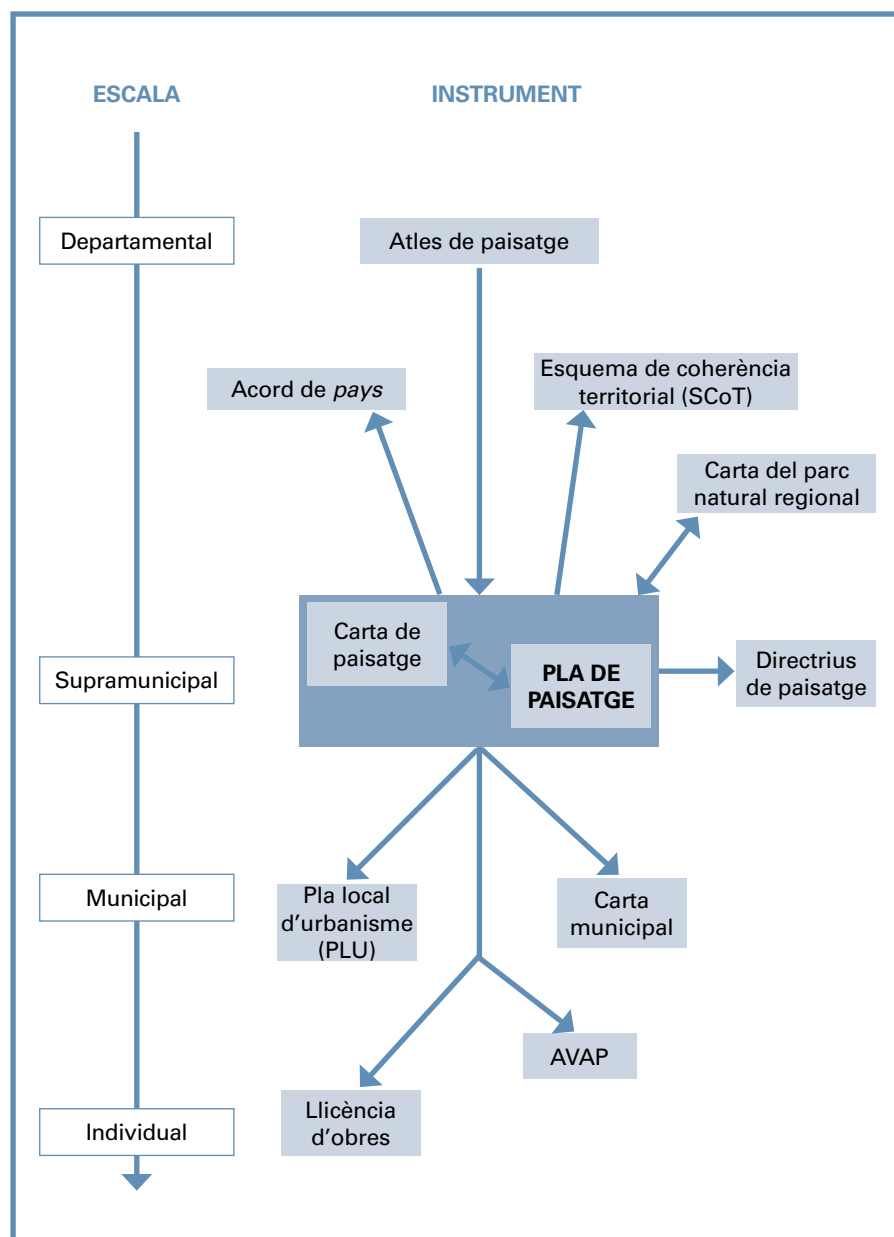 ESCALA
INSTRUMENT
Departamental
Atles de paisatge
Acord de pays
Esquema de coherència
territorial (SCoT)
Carta del parc
natural regional
Carta de
paisatge
Supramunicipal
PLA DE
PAISATGE
Directrius
de paisatge
Municipal
Pla local
d’urbanisme
(PLU)
Carta
municipal
AVAP
Individual
Llicència
d’obres